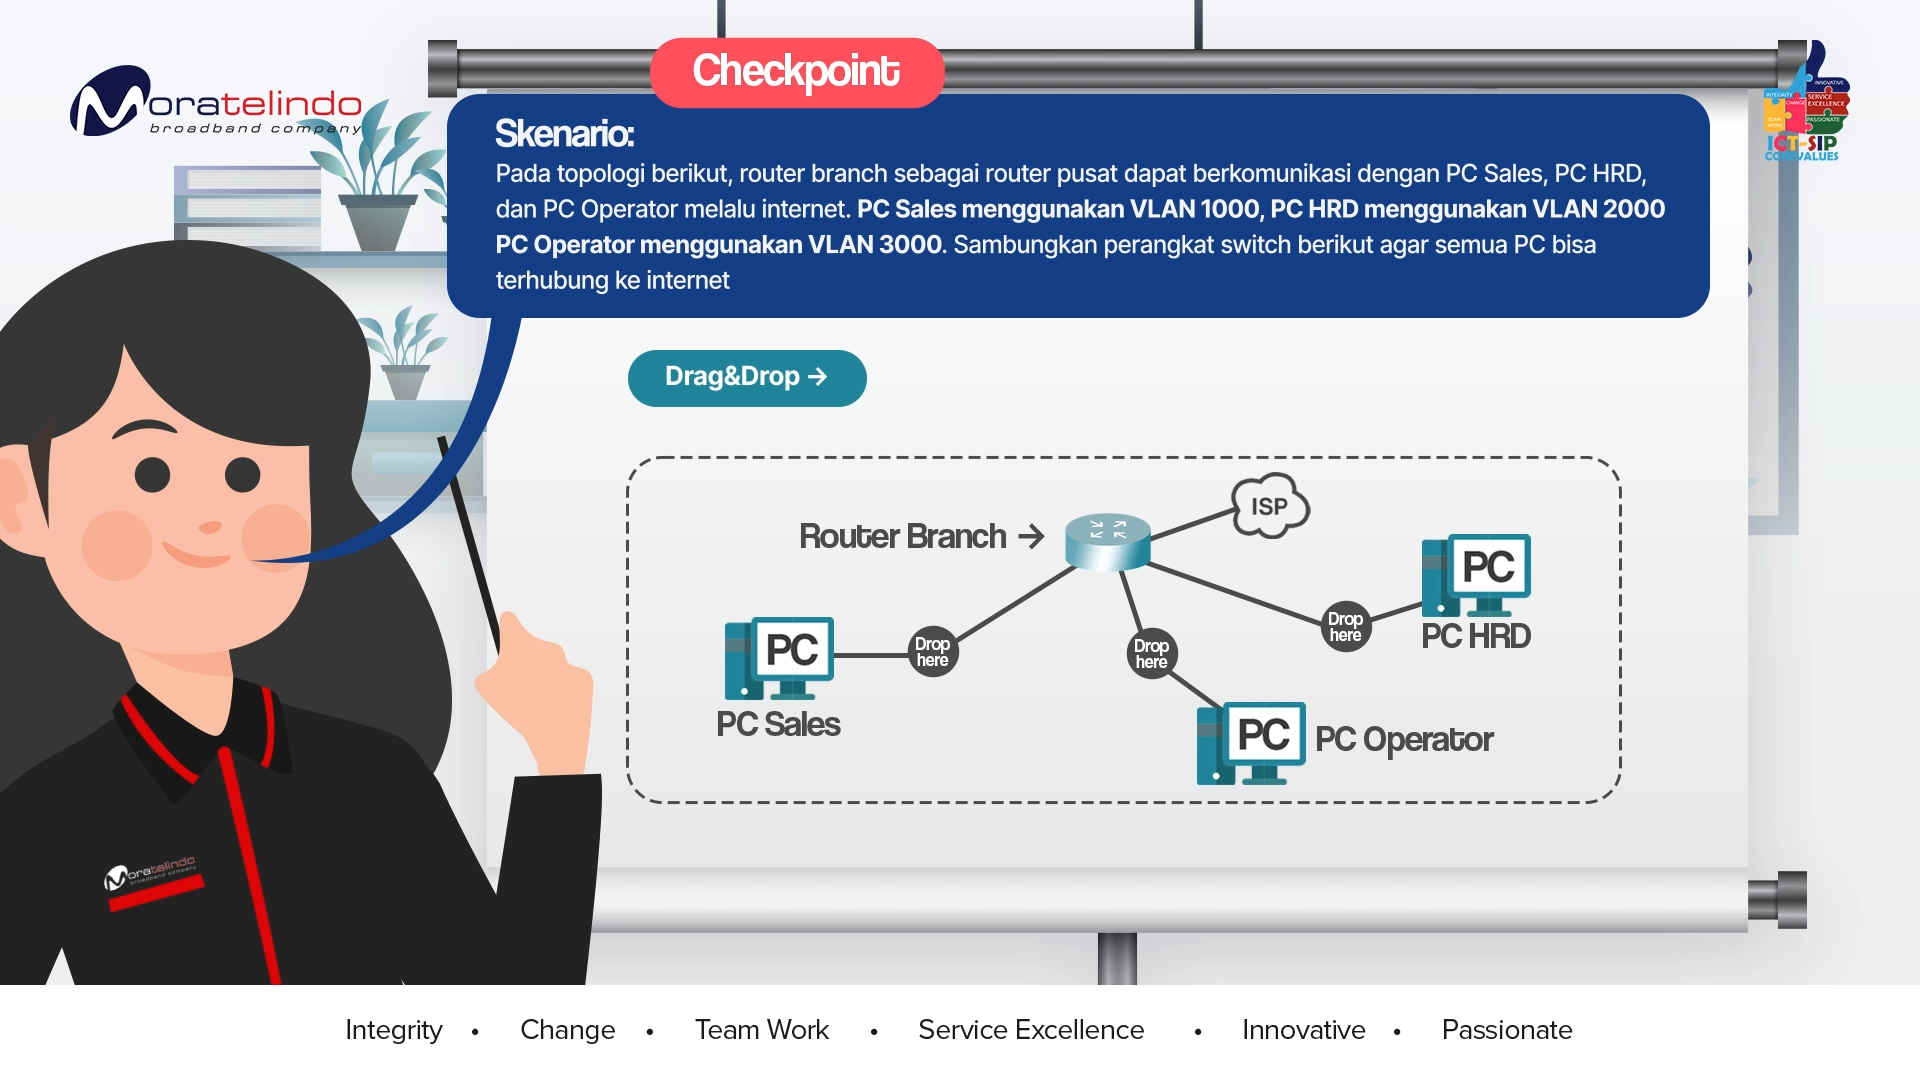 Checkpoint
Moratelindo
broadband company
INNOVATIVE
INTEGRITY
SERVICE
EXCELLENCE
CHANGE
TEAM
WORK
PASSIONATE
ICT-SIP
CORE VALUES
Skenario:
Pada topologi berikut, router branch sebagai router pusat dapat berkomunikasi dengan PC Sales, PC HRD,
dan PC Operator melalu internet. PC Sales menggunakan VLAN 1000, PC HRD menggunakan VLAN 2000
PC Operator menggunakan VLAN 3000. Sambungkan perangkat switch berikut agar semua PC bisa
terhubung ke internet
Drag&Drop →
ISP
Router Branch →
PC
PC HRD
Drop
here
Drop
here
Drop
here
PC
PC Sales
PC
PC Operator
Moratelindo
broadband company
Integrity • Change • Team Work • Service Excellence • Innovative • Passionate